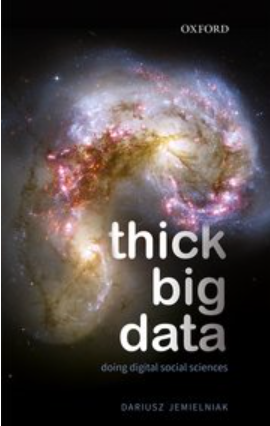 OXFORD
thick
big
data
doing digital social sciences
DARIUSZ JEMIELNIAK